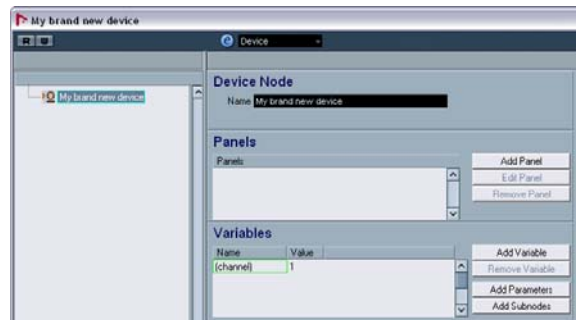 My brand new device
R W
Device
My brand new device
Device Node
Name My brand new device
Panels
Panels
Add Panel
Edit Panel
Remove Panel
Variables
Name Value
(channel) 1
Add Variable
Remove Variable
Add Parameters
Add Subnodes